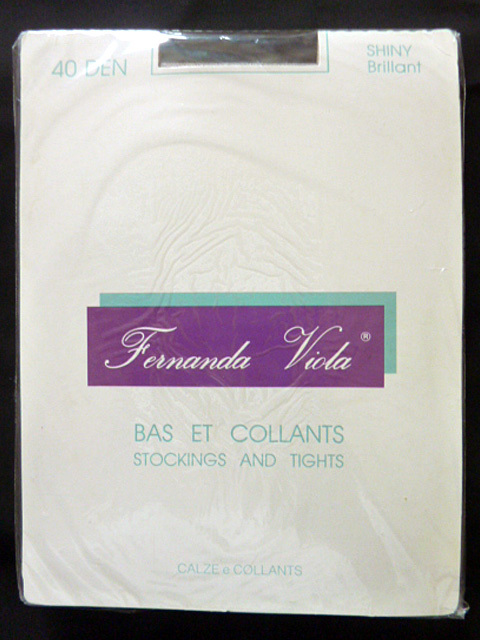 40 DEN
SHINY
Brillant
Fernanda Viola ®
BAS ET COLLANTS
STOCKINGS AND TIGHTS
CALZE e COLLANTS